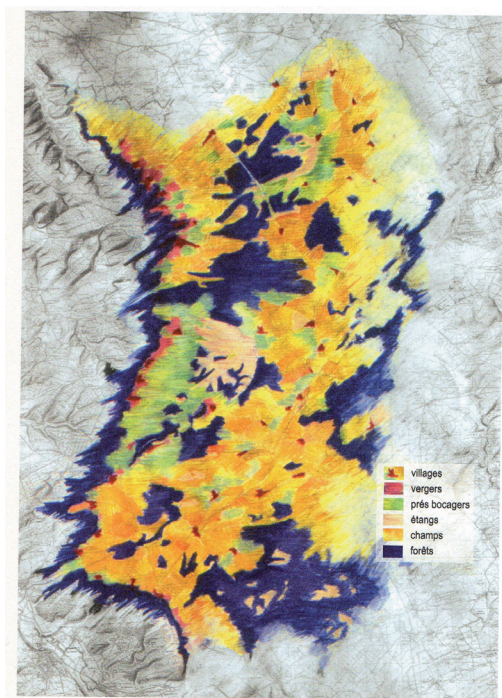 villages
vergers
prés bocagers
étangs
champs
forêts